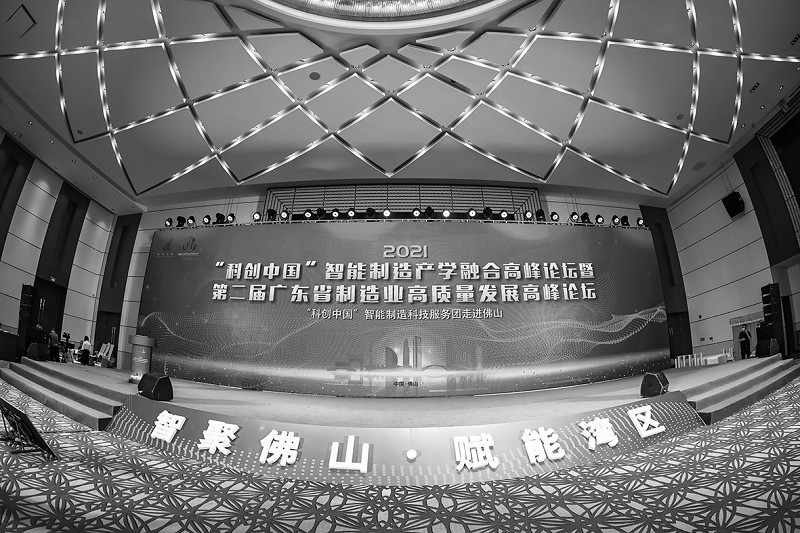 2021
“科创中国”智能制造产学融合高峰论坛暨
第二届广东省制造业高质量发展高峰论坛
“科创中国”智能制造科技服务团走进佛山
中国·佛山
智聚佛山·赋能湾区